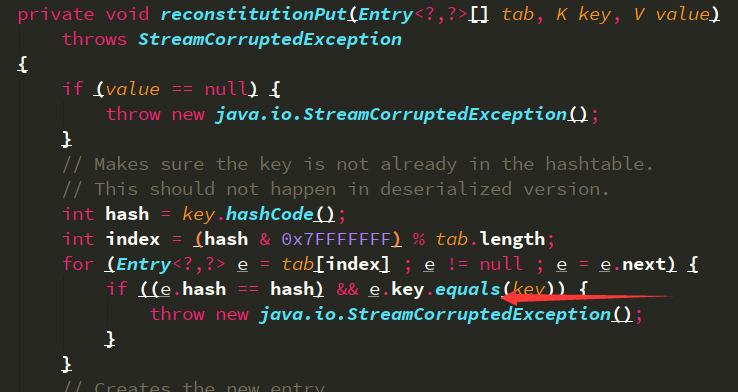 private void reconstitutionPut(Entry<?,?>[] tab, K key, V value)
    throws StreamCorruptedException
{
    if (value == null) {
        throw new java.io.StreamCorruptedException();
    }
    // Makes sure the key is not already in the hashtable.
    // This should not happen in deserialized version.
    int hash = key.hashCode();
    int index = (hash & 0x7FFFFFFF) % tab.length;
    for (Entry<?,?> e = tab[index] ; e != null ; e = e.next) {
        if ((e.hash == hash) && e.key.equals(key)) {
            throw new java.io.StreamCorruptedException();
        }
    }
    // Creates the new entry.